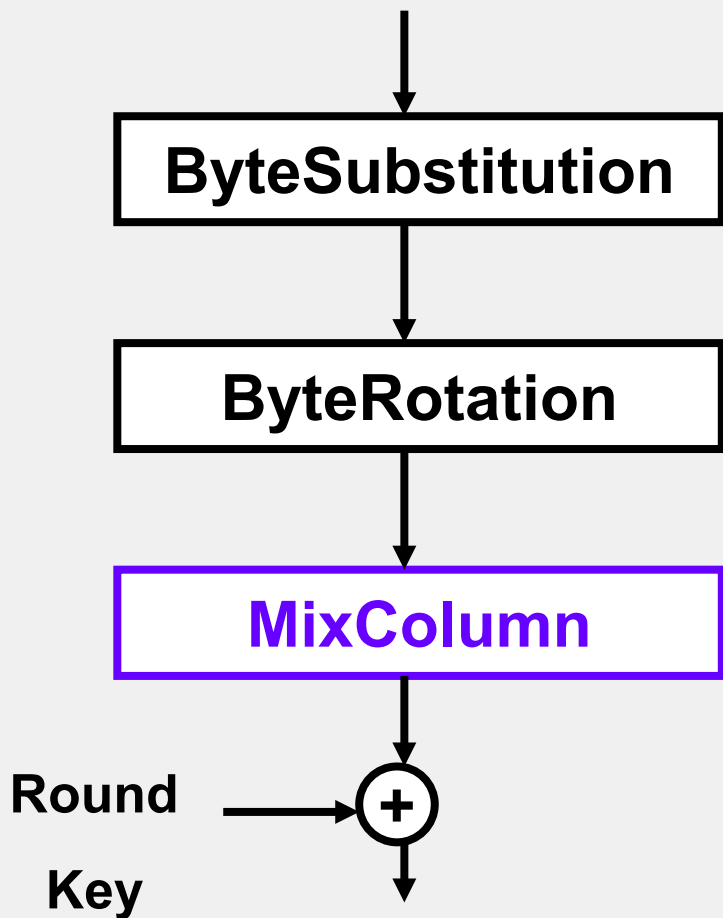 ByteSubstitution
ByteRotation
MixColumn
Round
+
Key